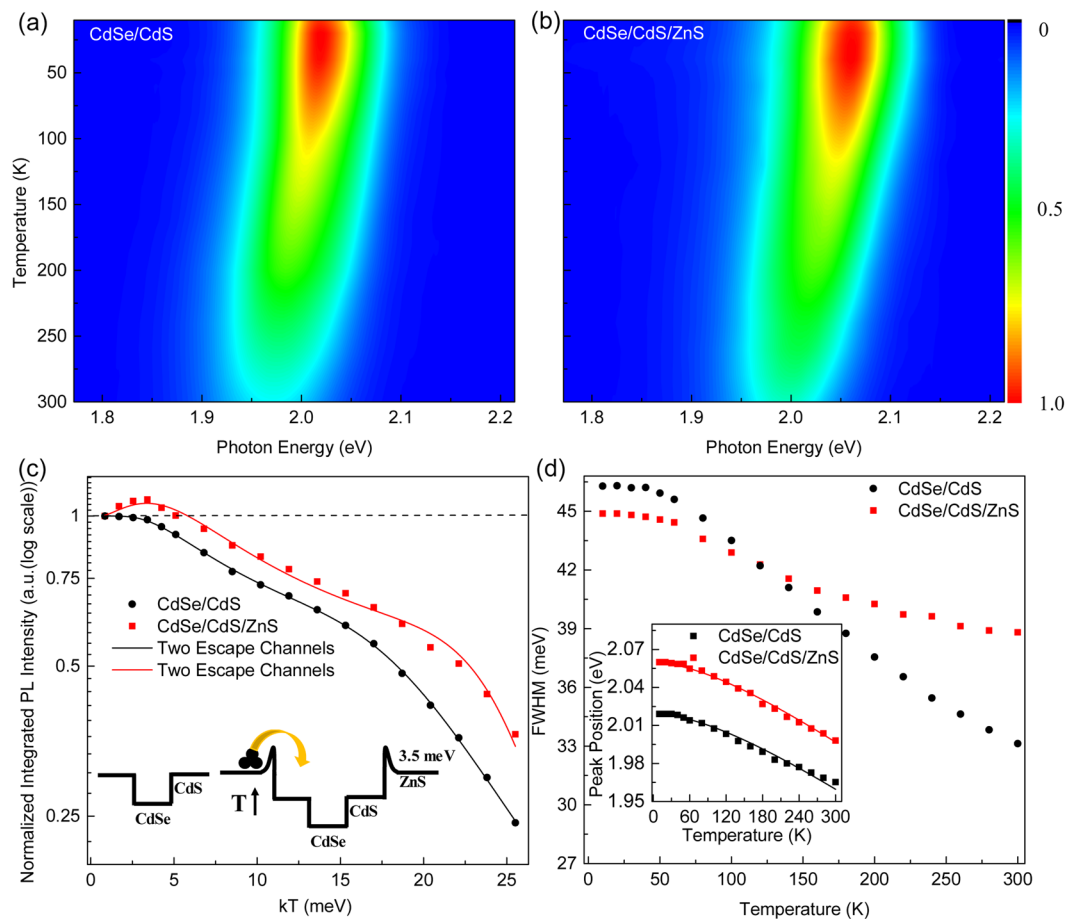 (a)
CdSe/CdS
Temperature (K)
50
100
150
200
250
300
1.8
1.9
2.0
2.1
2.2
Photon Energy (eV)
(b)
CdSe/CdS/ZnS
1.8
1.9
2.0
2.1
2.2
Photon Energy (eV)
0
0.5
1.0
(c)
Normalized Integrated PL Intensity (a.u.(log scale))
1
0.75
0.5
0.25
CdSe/CdS
CdSe/CdS/ZnS
Two Escape Channels
Two Escape Channels
CdS
CdSe
T
3.5 meV
ZnS
CdS
CdSe
0
5
10
15
20
25
kT (meV)
(d)
FWHM (meV)
45
42
39
36
33
30
27
CdSe/CdS
CdSe/CdS/ZnS
Peak Position (eV)
2.07
2.04
2.01
1.98
1.95
CdSe/CdS
CdSe/CdS/ZnS
0
60
120
180
240
300
Temperature (K)
0
50
100
150
200
250
300
Temperature (K)